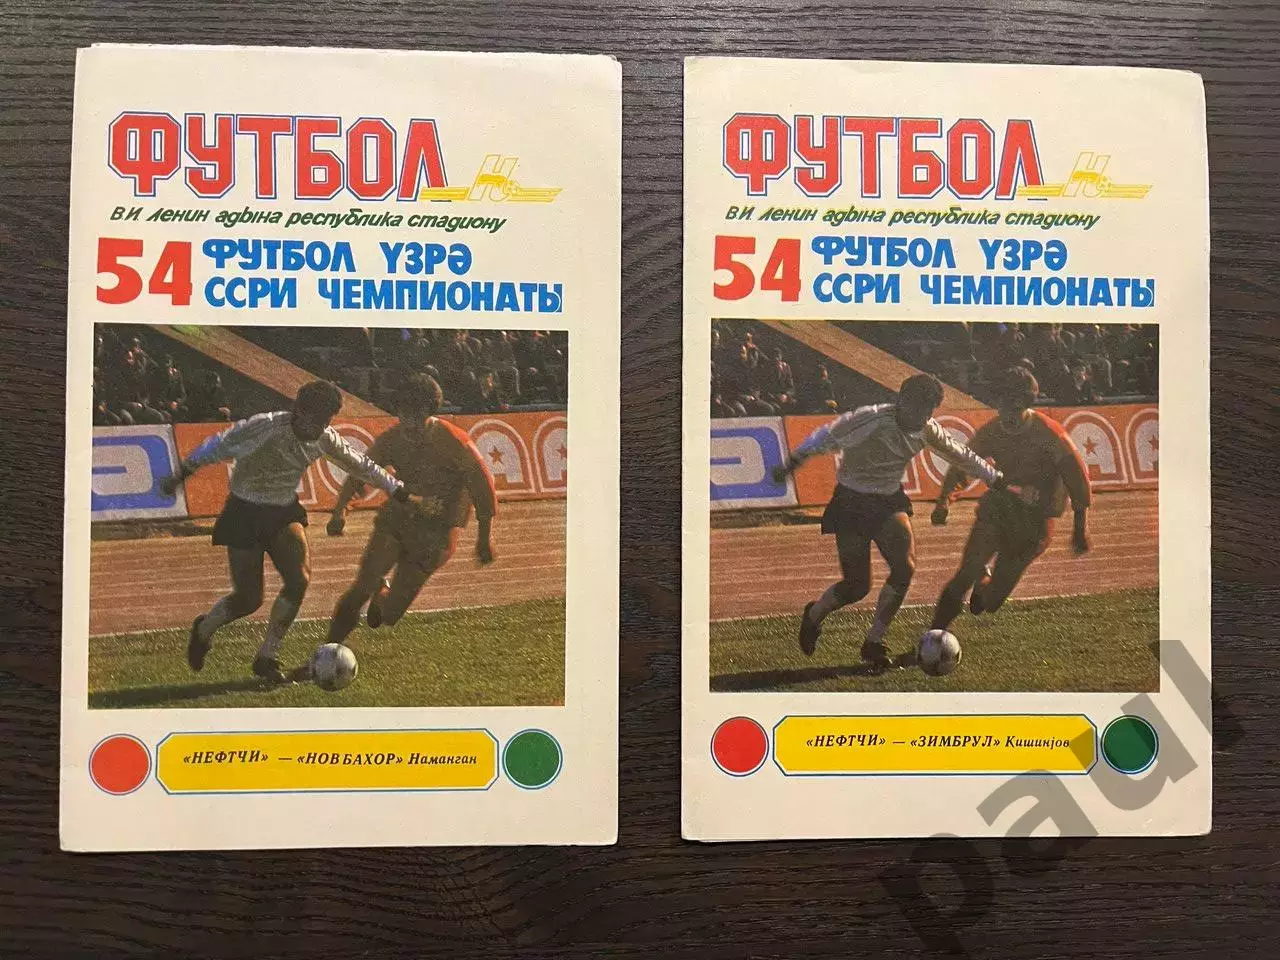 ФУТБОЛ
Н
В.И. Ленин адына республика стадиону
54 ФУТБОЛ ҮЗРӘ
ССРИ ЧЕМПИОНАТЫ
«НЕФТЧИ» — «НОВБАХОР» Наманган
ФУТБОЛ
Н
В.И. Ленин адына республика стадиону
54 ФУТБОЛ ҮЗРӘ
ССРИ ЧЕМПИОНАТЫ
«НЕФТЧИ» — «ЗИМБРУЛ» Кишинјов
paul